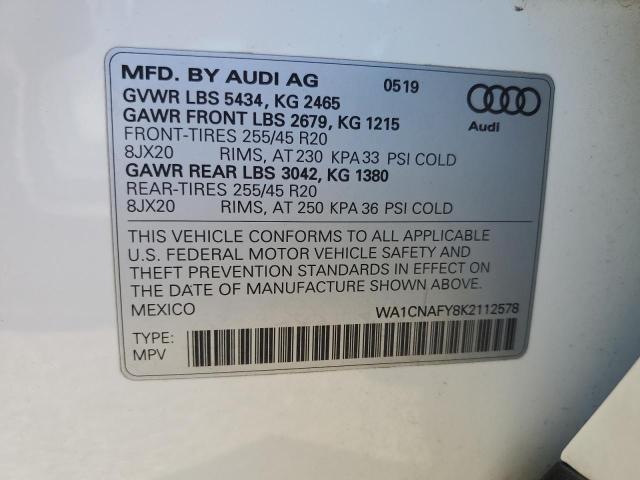 MFD. BY AUDI AG 0519
GVWR LBS 5434, KG 2465
GAWR FRONT LBS 2679, KG 1215
FRONT-TIRES 255/45 R20
8JX20 RIMS, AT 230 KPA 33 PSI COLD
GAWR REAR LBS 3042, KG 1380
REAR-TIRES 255/45 R20
8JX20 RIMS, AT 250 KPA 36 PSI COLD
Audi
THIS VEHICLE CONFORMS TO ALL APPLICABLE
U.S. FEDERAL MOTOR VEHICLE SAFETY AND
THEFT PREVENTION STANDARDS IN EFFECT ON
THE DATE OF MANUFACTURE SHOWN ABOVE.
MEXICO WA1CNAFY8K2112578
TYPE:
MPV